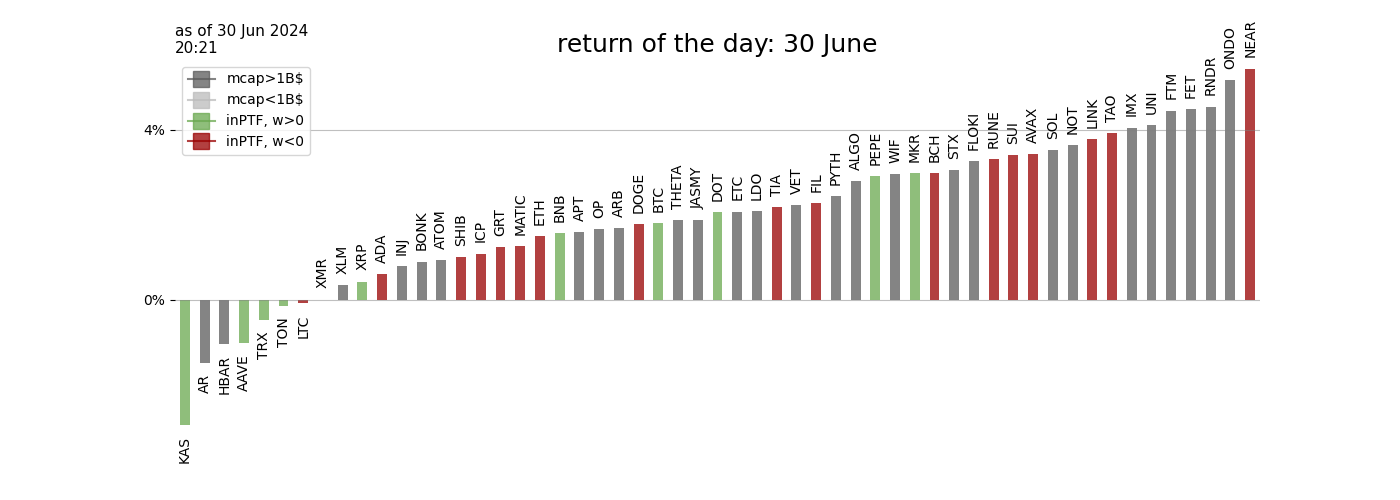 as of 30 Jun 2024
20:21
return of the day: 30 June
mcap>1B$
mcap<1B$
inPTF, w>0
inPTF, w<0
4%
0%
KAS
AR
HBAR
AAVE
TRX
TON
LTC
XMR
XLM
XRP
ADA
INJ
BONK
ATOM
SHIB
ICP
GRT
MATIC
ETH
BNB
APT
OP
ARB
DOGE
BTC
THETA
JASMY
DOT
ETC
LDO
TIA
VET
FIL
PYTH
ALGO
PEPE
WIF
MKR
BCH
STX
FLOKI
RUNE
SUI
AVAX
SOL
NOT
LINK
TAO
IMX
UNI
FTM
FET
RNDR
ONDO
NEAR